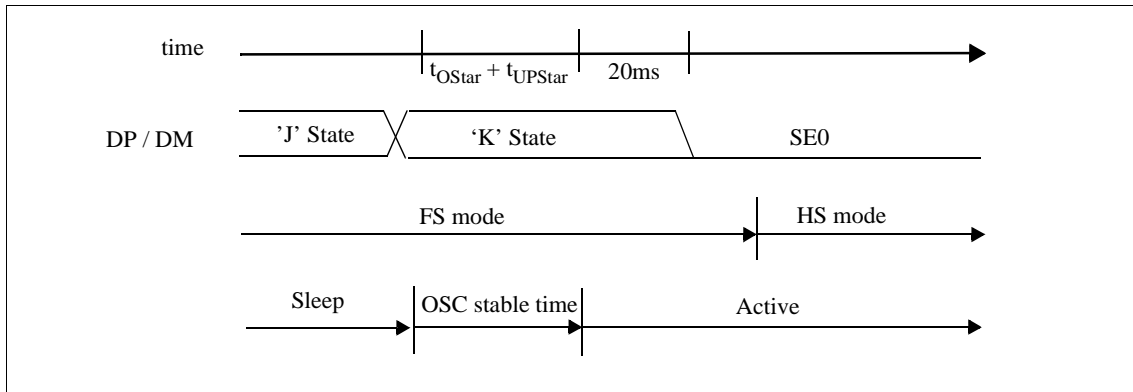 time
tOStar + tUPStar
20ms
DP / DM
’J’ State
‘K’ State
SE0
FS mode
HS mode
Sleep
OSC stable time
Active